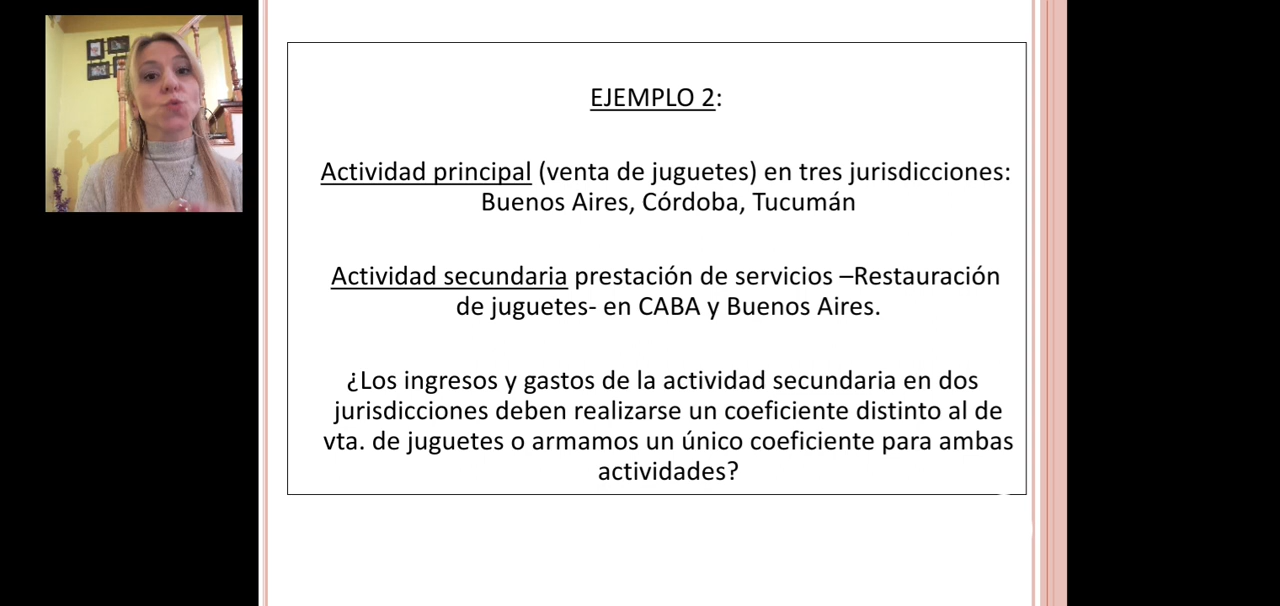 EJEMPLO 2:
Actividad principal (venta de juguetes) en tres jurisdicciones:
Buenos Aires, Córdoba, Tucumán
Actividad secundaria prestación de servicios –Restauración
de juguetes- en CABA y Buenos Aires.
¿Los ingresos y gastos de la actividad secundaria en dos
jurisdicciones deben realizarse un coeficiente distinto al de
vta. de juguetes o armamos un único coeficiente para ambas
actividades?